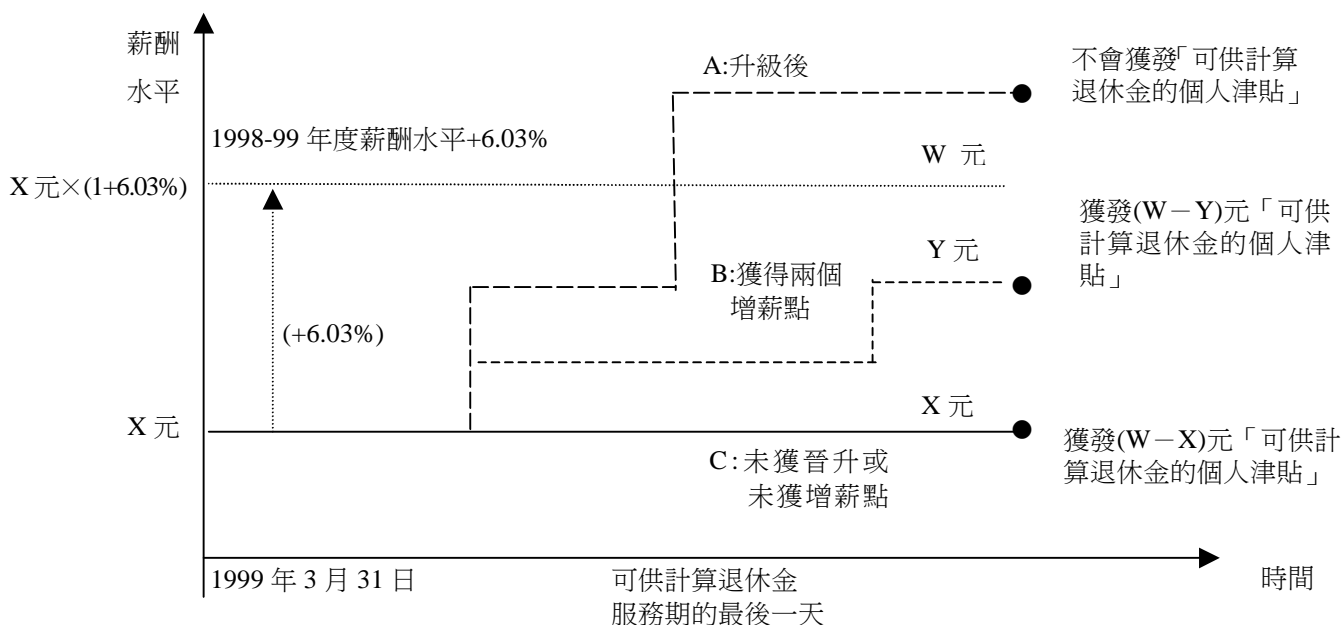 薪酬
水平
A:升級後
不會獲發「可供計算
退休金的個人津貼」
1998-99 年度薪酬水平+6.03%
W 元
X 元×(1+6.03%)
獲發(W－Y)元「可供
計算退休金的個人津
貼」
Y 元
B:獲得兩個
增薪點
(+6.03%)
X 元
X 元
獲發(W－X)元「可供計
算退休金的個人津貼」
C:未獲晉升或
未獲增薪點
1999 年 3 月 31 日
可供計算退休金
服務期的最後一天
時間